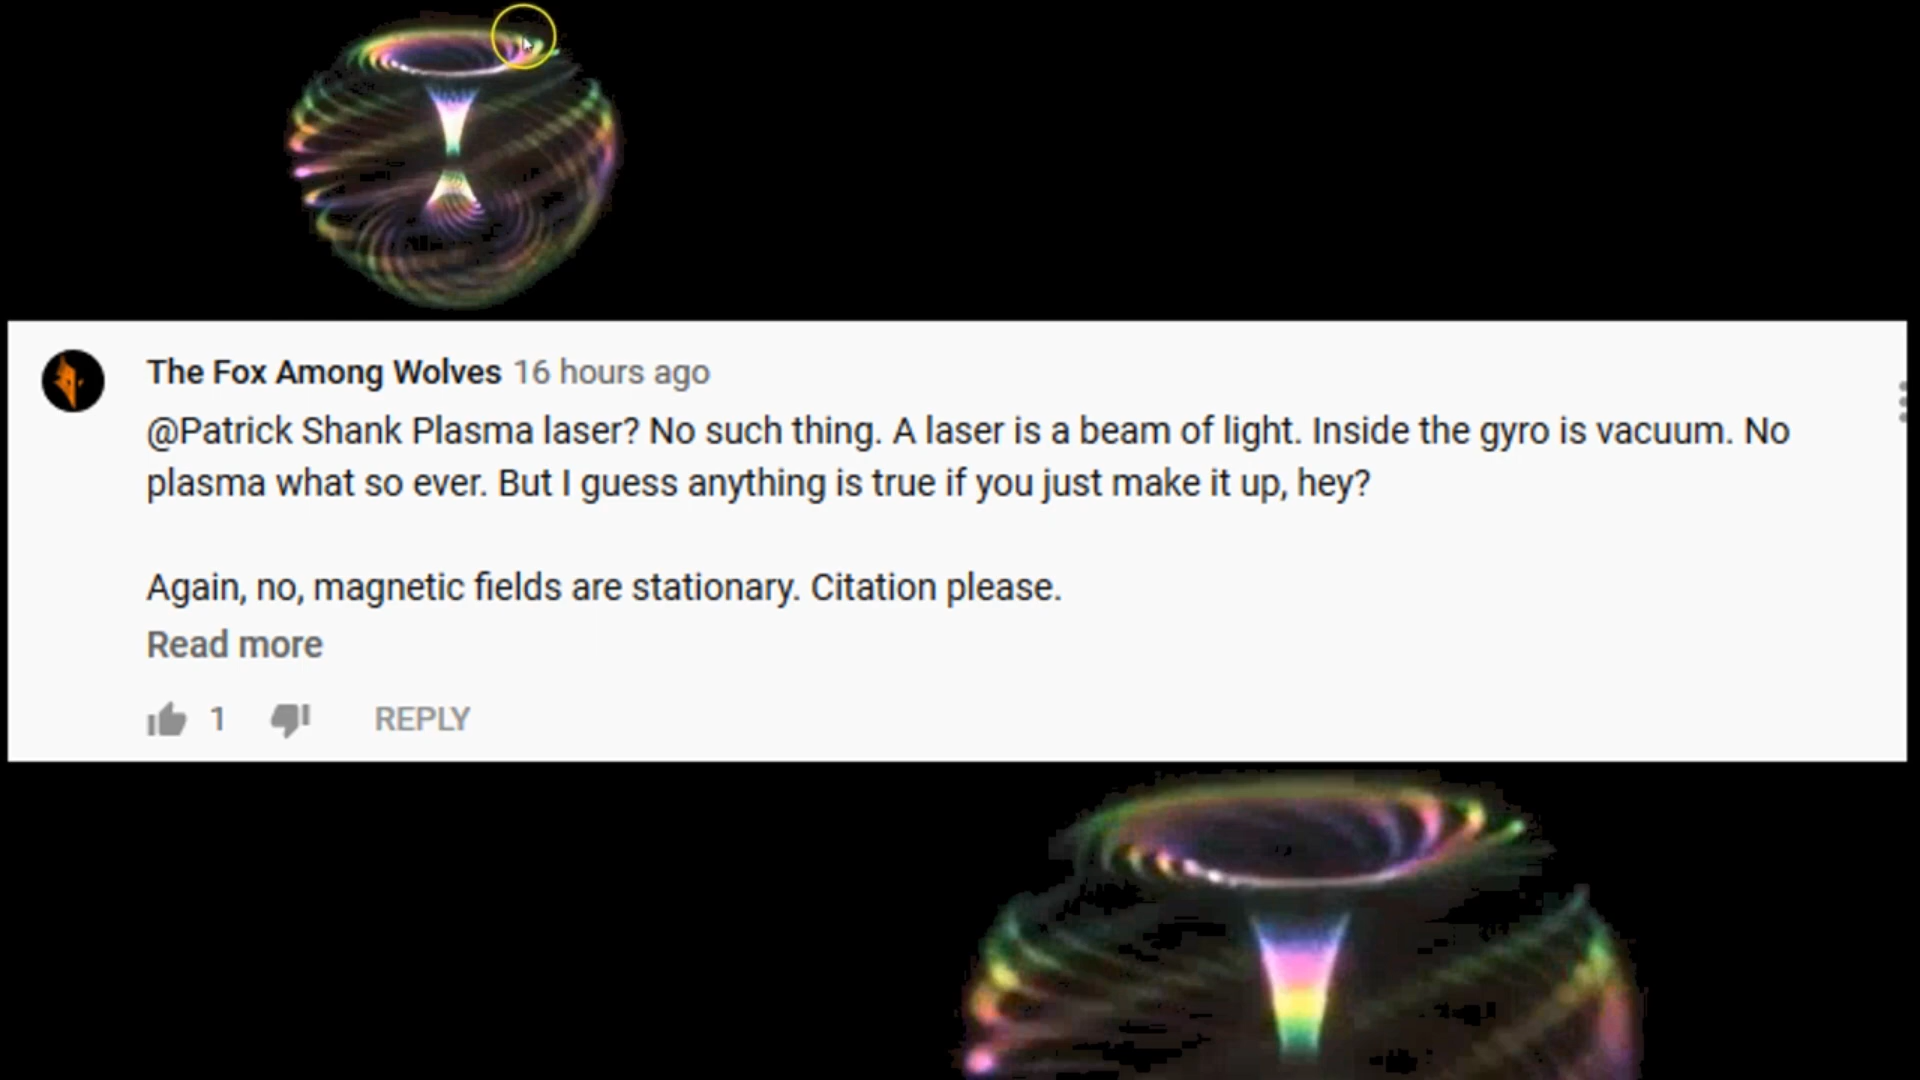 The Fox Among Wolves 16 hours ago
@Patrick Shank Plasma laser? No such thing. A laser is a beam of light. Inside the gyro is vacuum. No
plasma what so ever. But I guess anything is true if you just make it up, hey?
Again, no, magnetic fields are stationary. Citation please.
Read more
1 REPLY